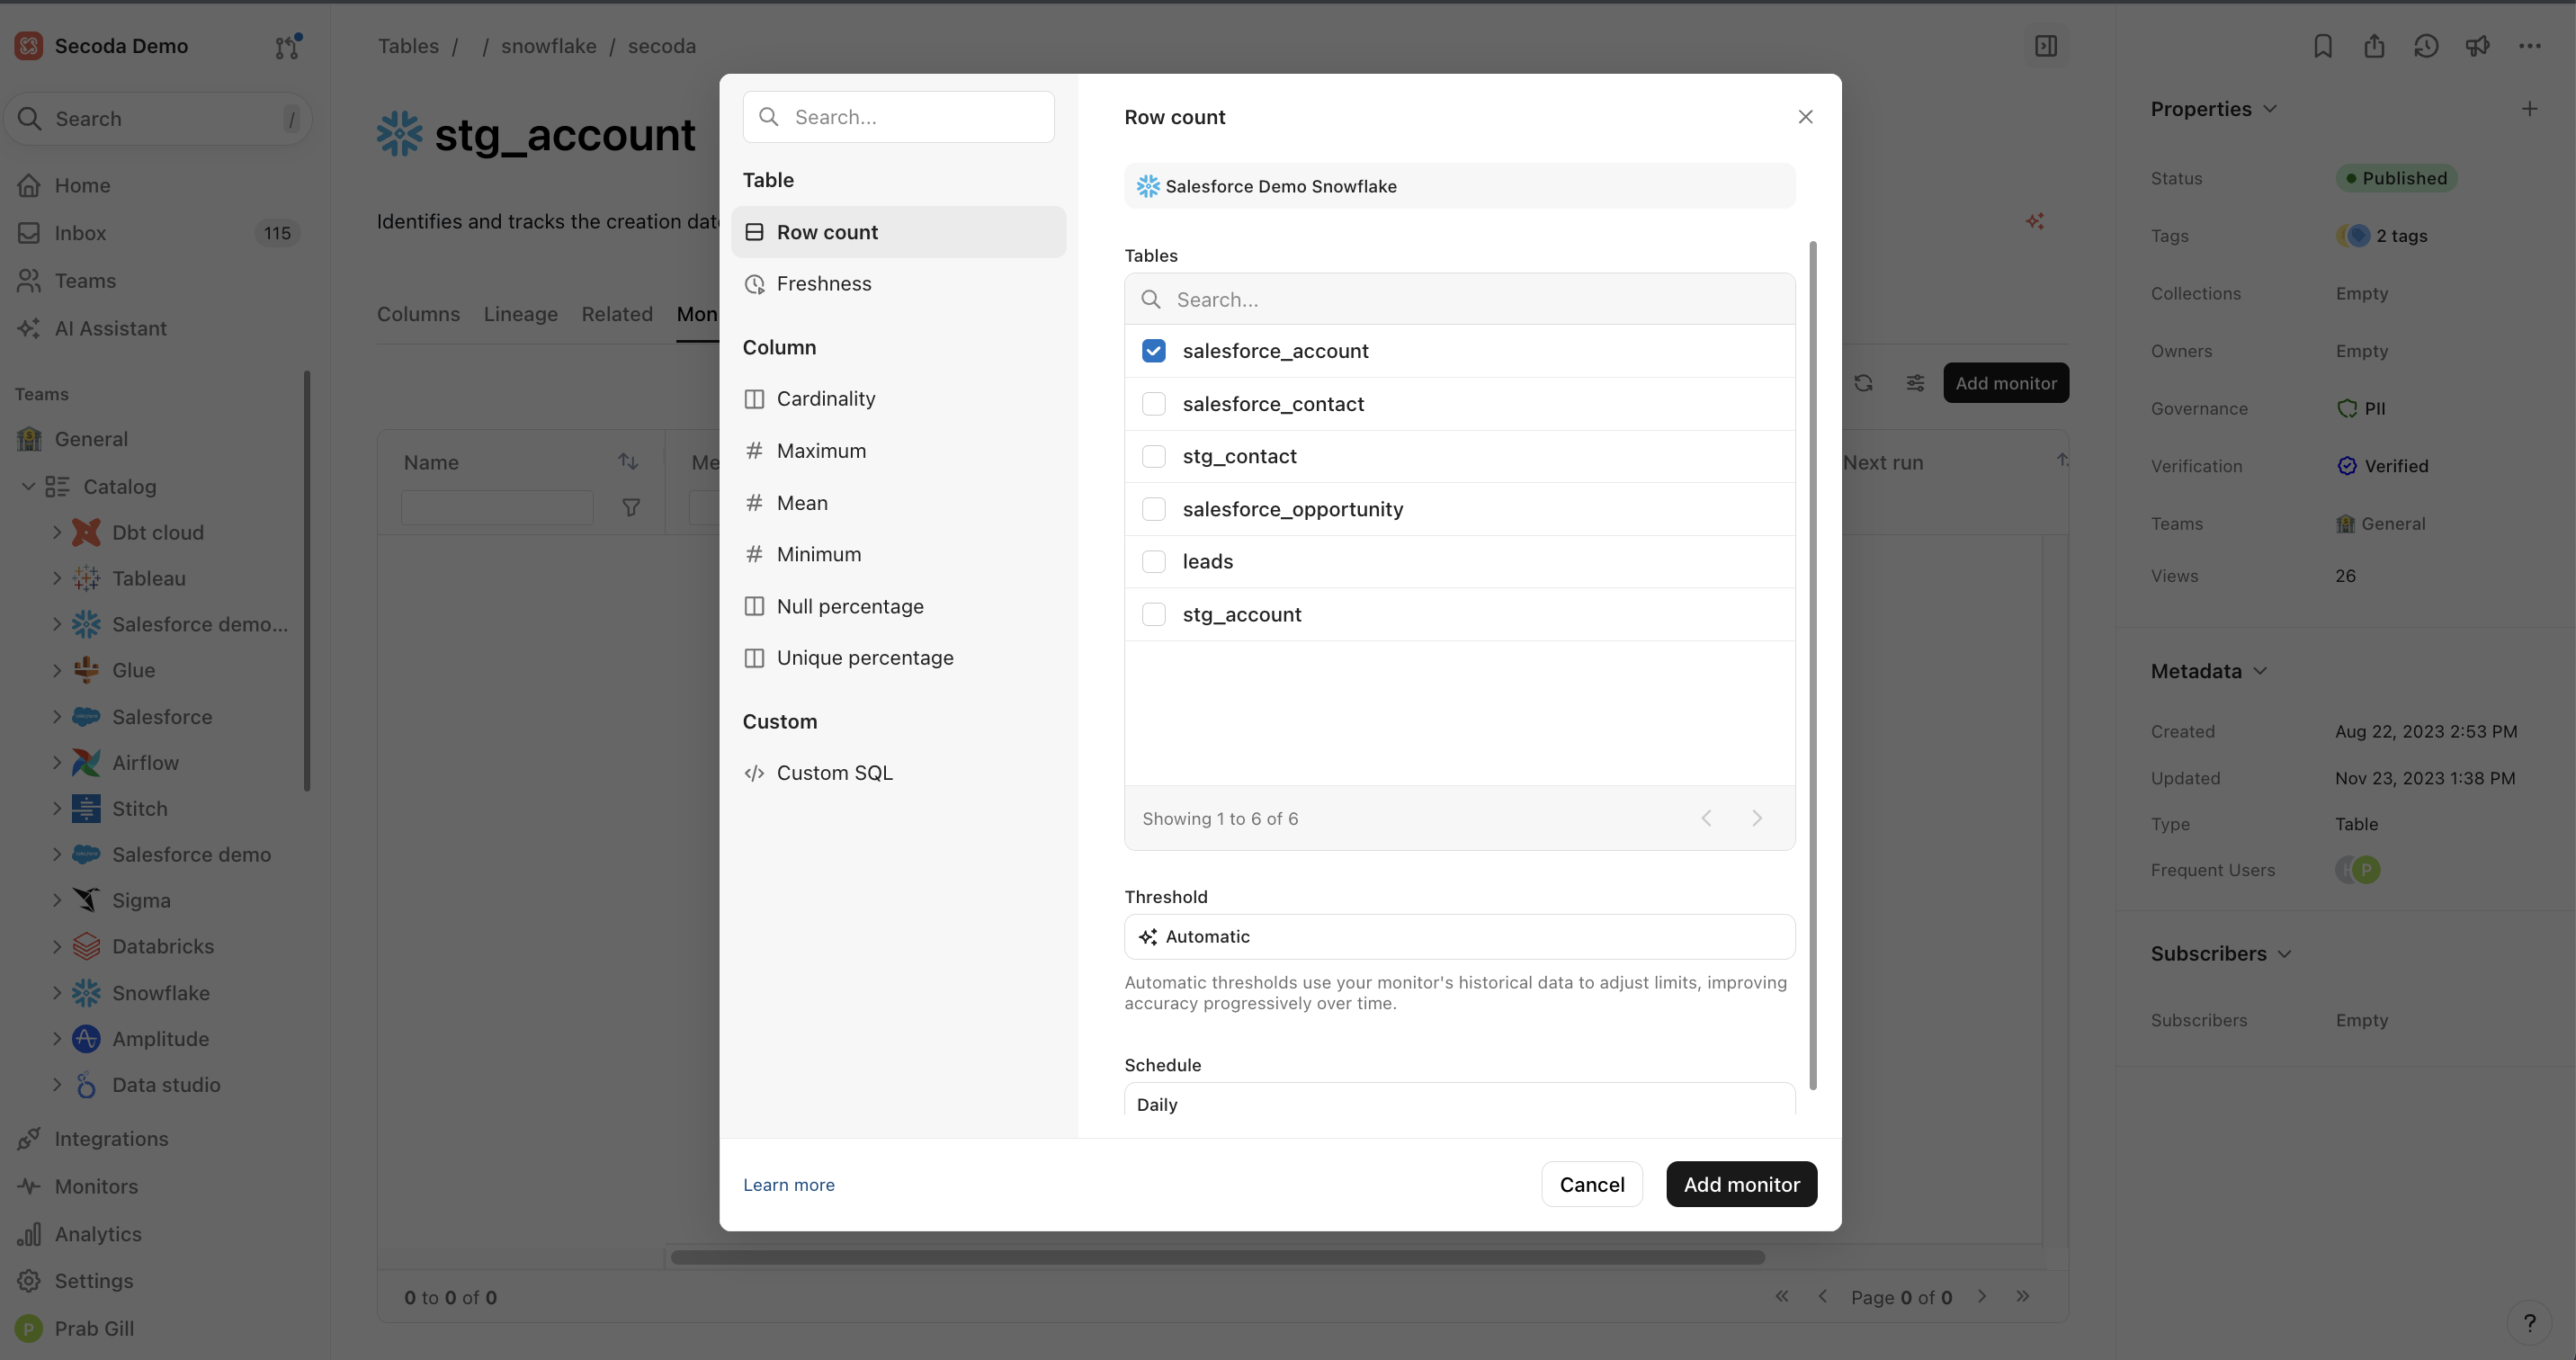 Secoda Demo
Search /
Home
Inbox 115
Teams
AI Assistant
Teams
General
Catalog
Dbt cloud
Tableau
Salesforce demo...
Glue
Salesforce
Airflow
Stitch
Salesforce demo
Sigma
Databricks
Snowflake
Amplitude
Data studio
Integrations
Monitors
Analytics
Settings
P Prab Gill
Tables / / snowflake / secoda
stg_account
Identifies and tracks the creation date
Columns Lineage Related Mon
Add monitor
Name Me Next run
0 to 0 of 0
Page 0 of 0
Search...
Table
Row count
Freshness
Column
Cardinality
# Maximum
# Mean
# Minimum
Null percentage
Unique percentage
Custom
</> Custom SQL
Row count
Salesforce Demo Snowflake
Tables
Search...
salesforce_account
salesforce_contact
stg_contact
salesforce_opportunity
leads
stg_account
Showing 1 to 6 of 6
Threshold
Automatic
Automatic thresholds use your monitor's historical data to adjust limits, improving
accuracy progressively over time.
Schedule
Daily
Learn more
Cancel
Add monitor
Properties
Status Published
Tags 2 tags
Collections Empty
Owners Empty
Governance PII
Verification Verified
Teams General
Views 26
Metadata
Created Aug 22, 2023 2:53 PM
Updated Nov 23, 2023 1:38 PM
Type Table
Frequent Users P
Subscribers
Subscribers Empty
?